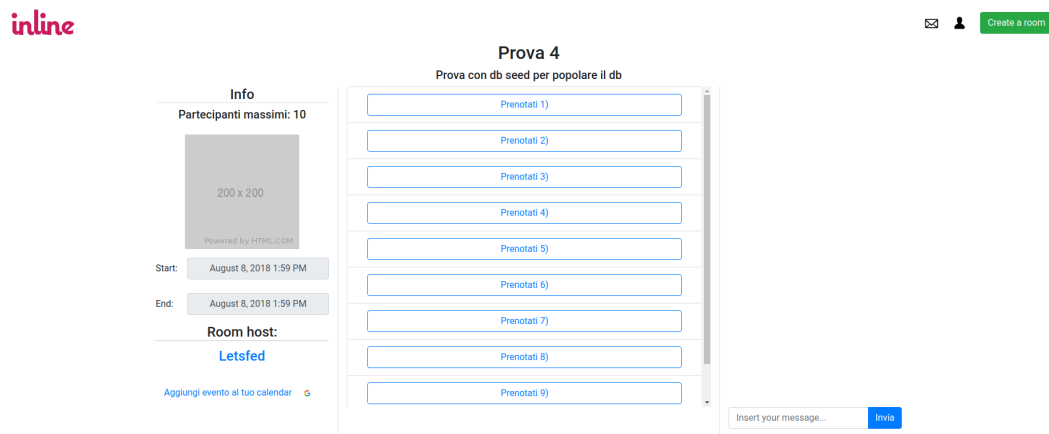 inline
Create a room
Prova 4
Prova con db seed per popolare il db
Info
Partecipanti massimi: 10
200 x 200
Powered by HTML.COM
Start: August 8, 2018 1:59 PM
End: August 8, 2018 1:59 PM
Room host:
Letsfed
Aggiungi evento al tuo calendar G
Prenotati 1)
Prenotati 2)
Prenotati 3)
Prenotati 4)
Prenotati 5)
Prenotati 6)
Prenotati 7)
Prenotati 8)
Prenotati 9)
Insert your message... Invia